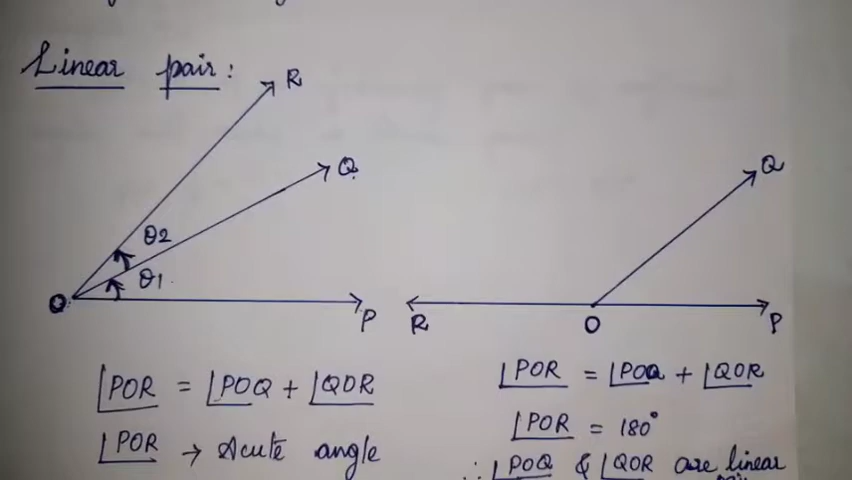 Linear pair:
R
Q
θ2
θ1
O
P
∠POR = ∠POQ + ∠QOR
∠POR → Acute angle
Q
R
O
P
∠POR = ∠POQ + ∠QOR
∠POR = 180°
∴ ∠POQ & ∠QOR are linear